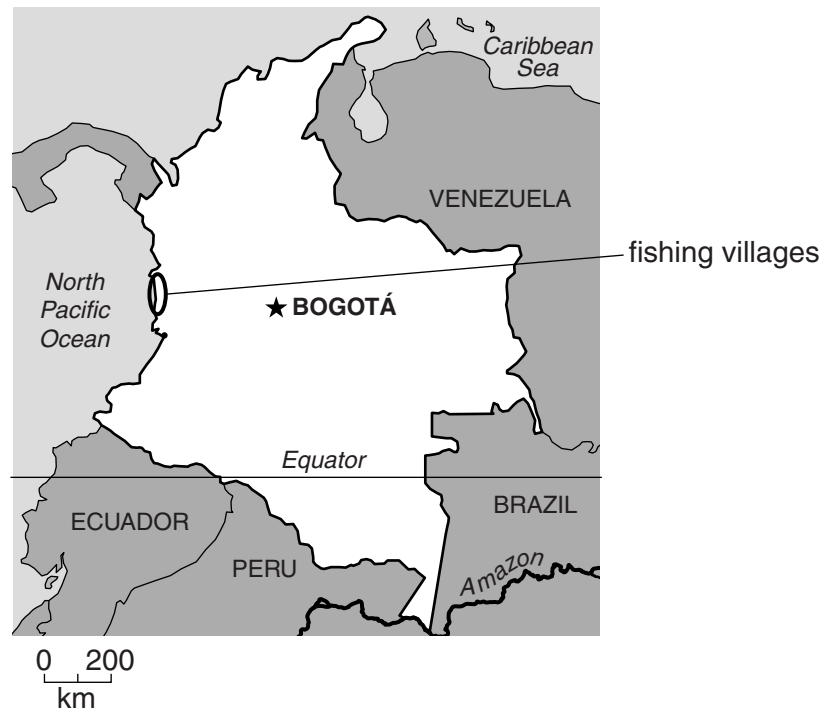 Caribbean
Sea
VENEZUELA
fishing villages
North
Pacific
Ocean
BOGOTÁ
Equator
ECUADOR
BRAZIL
PERU
Amazon
0 200
km